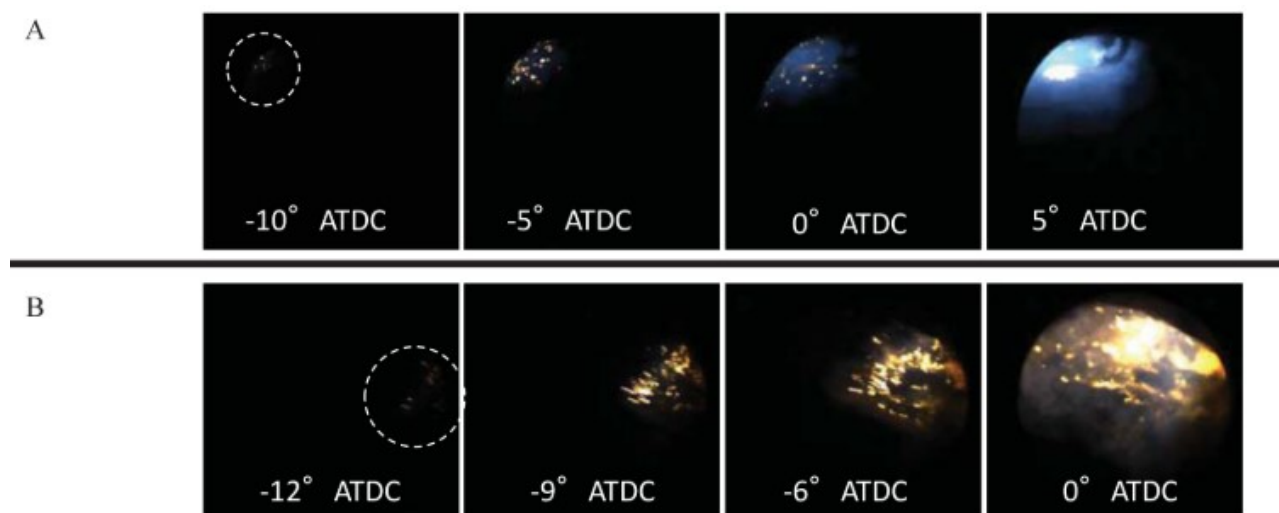 A
-10° ATDC
-5° ATDC
0° ATDC
5° ATDC
B
-12° ATDC
-9° ATDC
-6° ATDC
0° ATDC